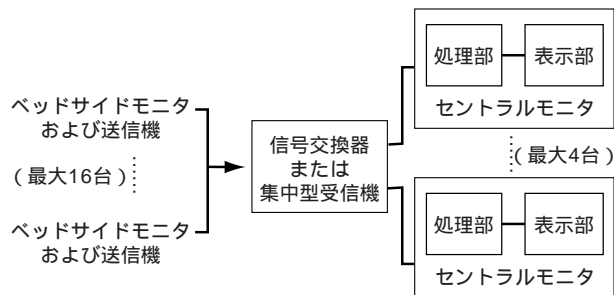 ベッドサイドモニタ
および送信機
(最大16台)
ベッドサイドモニタ
および送信機
信号交換器
または
集中型受信機
処理部
表示部
セントラルモニタ
(最大4台)
処理部
表示部
セントラルモニタ